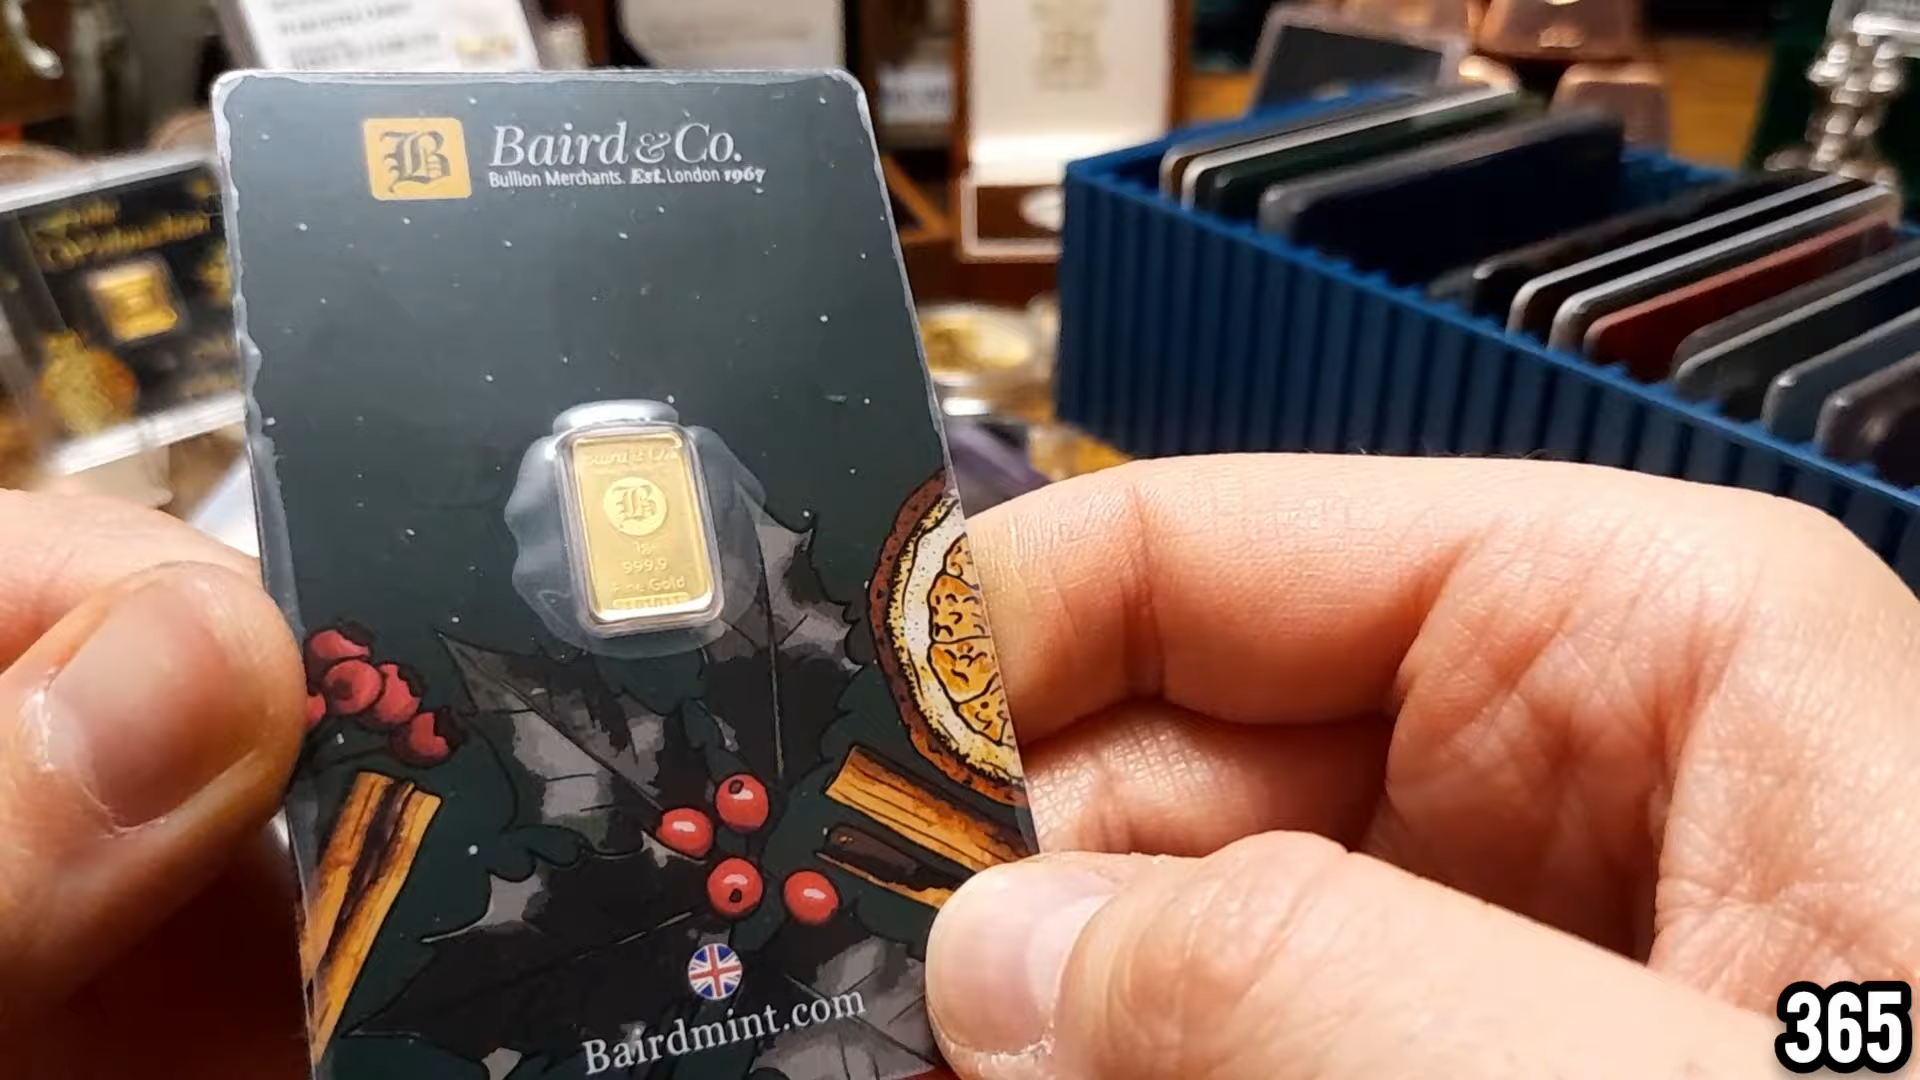 B
Baird & Co.
Bullion Merchants. Est. London 1967
Baird & Co.
B
1g
999.9
Fine Gold
Bairdmint.com
365